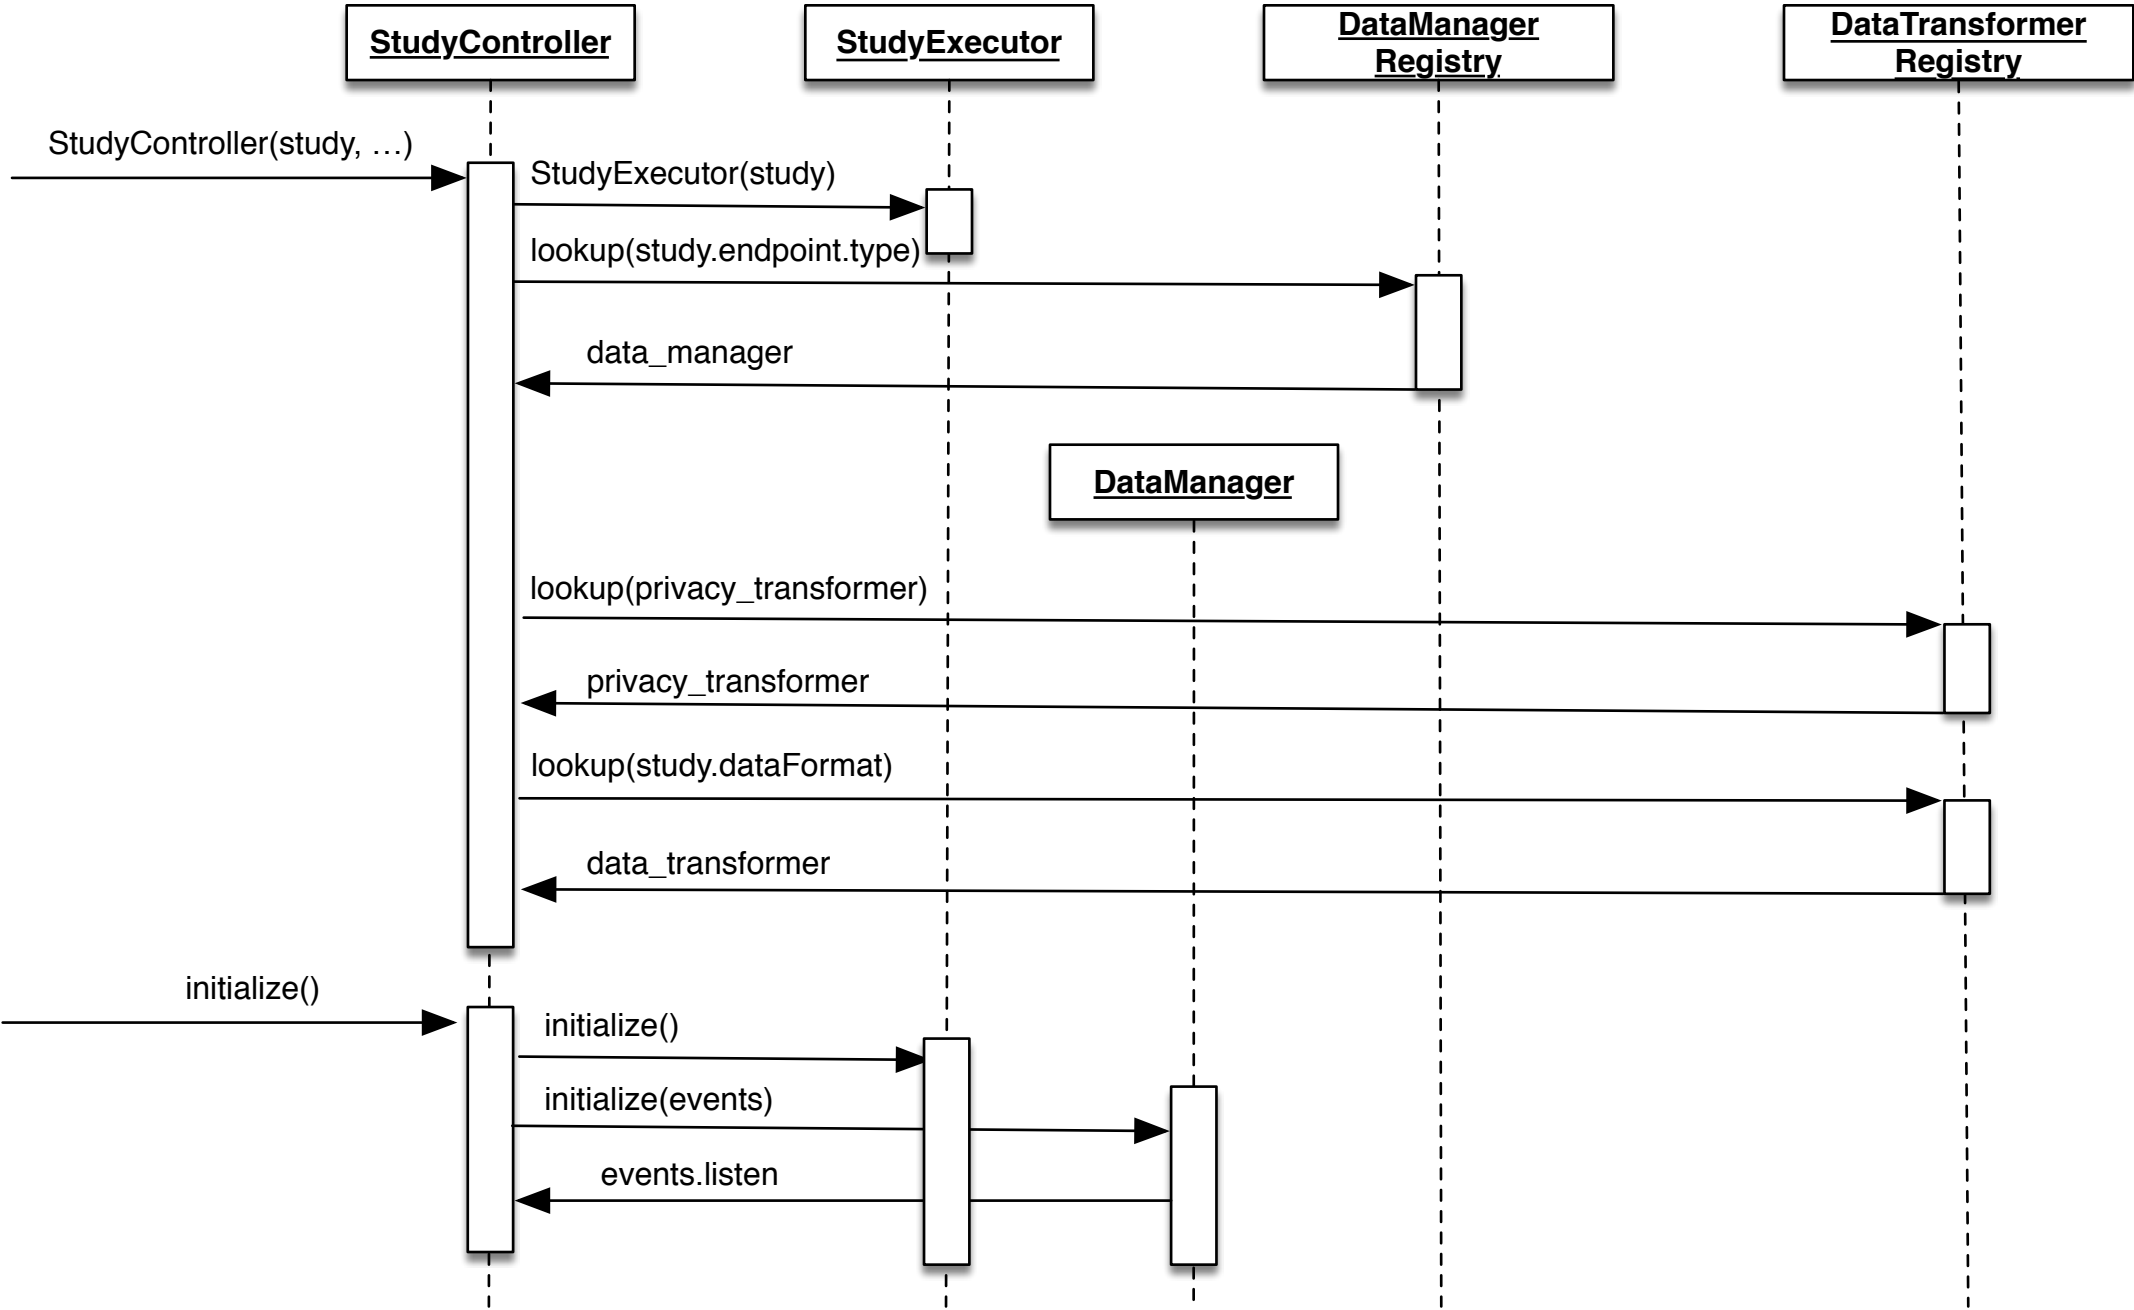 StudyController
StudyExecutor
DataManager
Registry
DataTransformer
Registry
StudyController(study, …)
StudyExecutor(study)
lookup(study.endpoint.type)
data_manager
DataManager
lookup(privacy_transformer)
privacy_transformer
lookup(study.dataFormat)
data_transformer
initialize()
initialize()
initialize(events)
events.listen